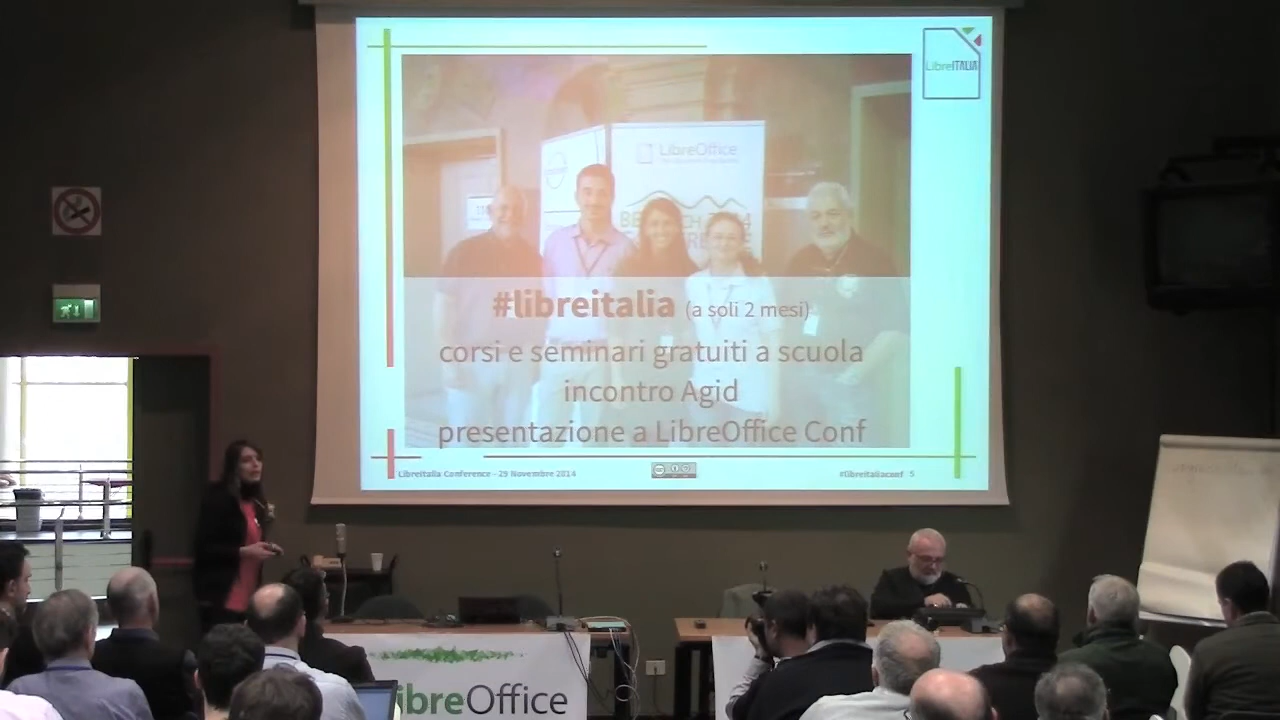 LibreITALIA
LibreOffice
#libreitalia (a soli 2 mesi)
corsi e seminari gratuiti a scuola
incontro Agid
presentazione a LibreOffice Conf
LibreItalia Conference - 29 Novembre 2014
#libreitaliaconf 5
ibreOffice